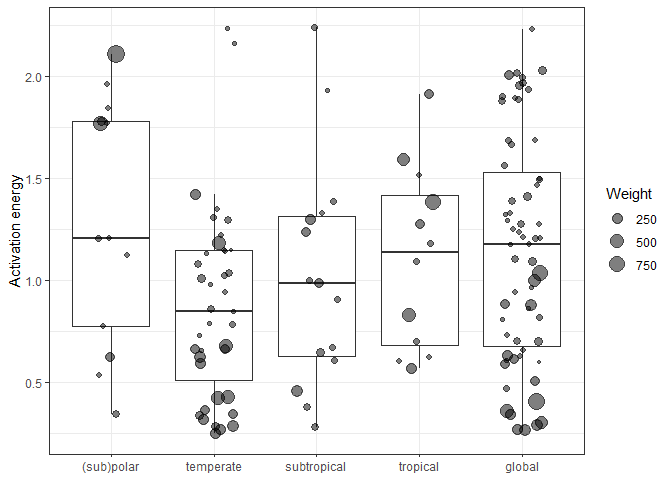 Activation energy
2.0
1.5
1.0
0.5
(sub)polar
temperate
subtropical
tropical
global
Weight
250
500
750